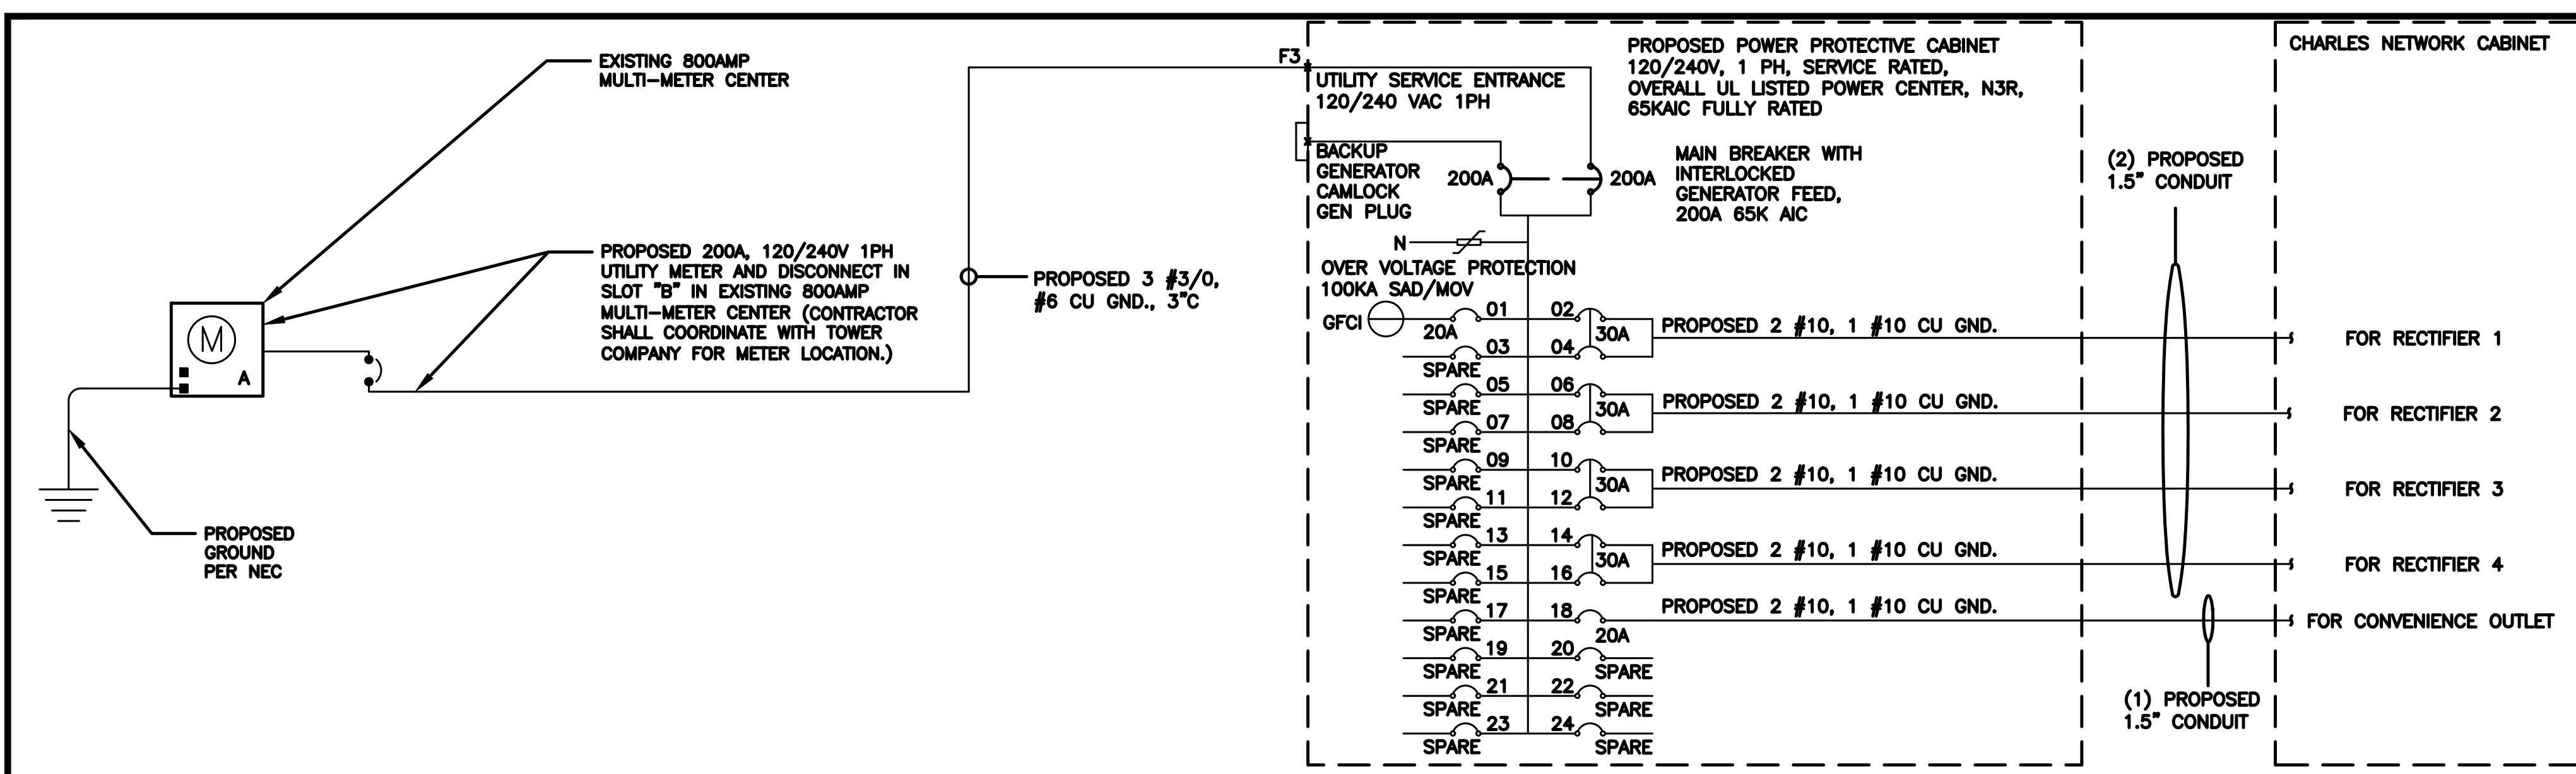 EXISTING 800AMP
MULTI-METER CENTER
PROPOSED 200A, 120/240V 1PH
UTILITY METER AND DISCONNECT IN
SLOT "B" IN EXISTING 800AMP
MULTI-METER CENTER (CONTRACTOR
SHALL COORDINATE WITH TOWER
COMPANY FOR METER LOCATION.)
M
A
PROPOSED
GROUND
PER NEC
PROPOSED 3 #3/0,
#6 CU GND., 3"C
F3
UTILITY SERVICE ENTRANCE
120/240 VAC 1PH
PROPOSED POWER PROTECTIVE CABINET
120/240V, 1 PH, SERVICE RATED,
OVERALL UL LISTED POWER CENTER, N3R,
65KAIC FULLY RATED
BACKUP
GENERATOR
CAMLOCK
GEN PLUG
200A
200A
MAIN BREAKER WITH
INTERLOCKED
GENERATOR FEED,
200A 65K AIC
N
OVER VOLTAGE PROTECTION
100KA SAD/MOV
GFCI
01 02
20A 30A
PROPOSED 2 #10, 1 #10 CU GND.
FOR RECTIFIER 1
03 04
SPARE
05 06
SPARE 30A
PROPOSED 2 #10, 1 #10 CU GND.
FOR RECTIFIER 2
07 08
SPARE
09 10
SPARE 30A
PROPOSED 2 #10, 1 #10 CU GND.
FOR RECTIFIER 3
11 12
SPARE
13 14
SPARE 30A
PROPOSED 2 #10, 1 #10 CU GND.
FOR RECTIFIER 4
15 16
SPARE
17 18
SPARE 20A
PROPOSED 2 #10, 1 #10 CU GND.
FOR CONVENIENCE OUTLET
19 20
SPARE SPARE
21 22
SPARE SPARE
23 24
SPARE SPARE
(2) PROPOSED
1.5" CONDUIT
(1) PROPOSED
1.5" CONDUIT
CHARLES NETWORK CABINET